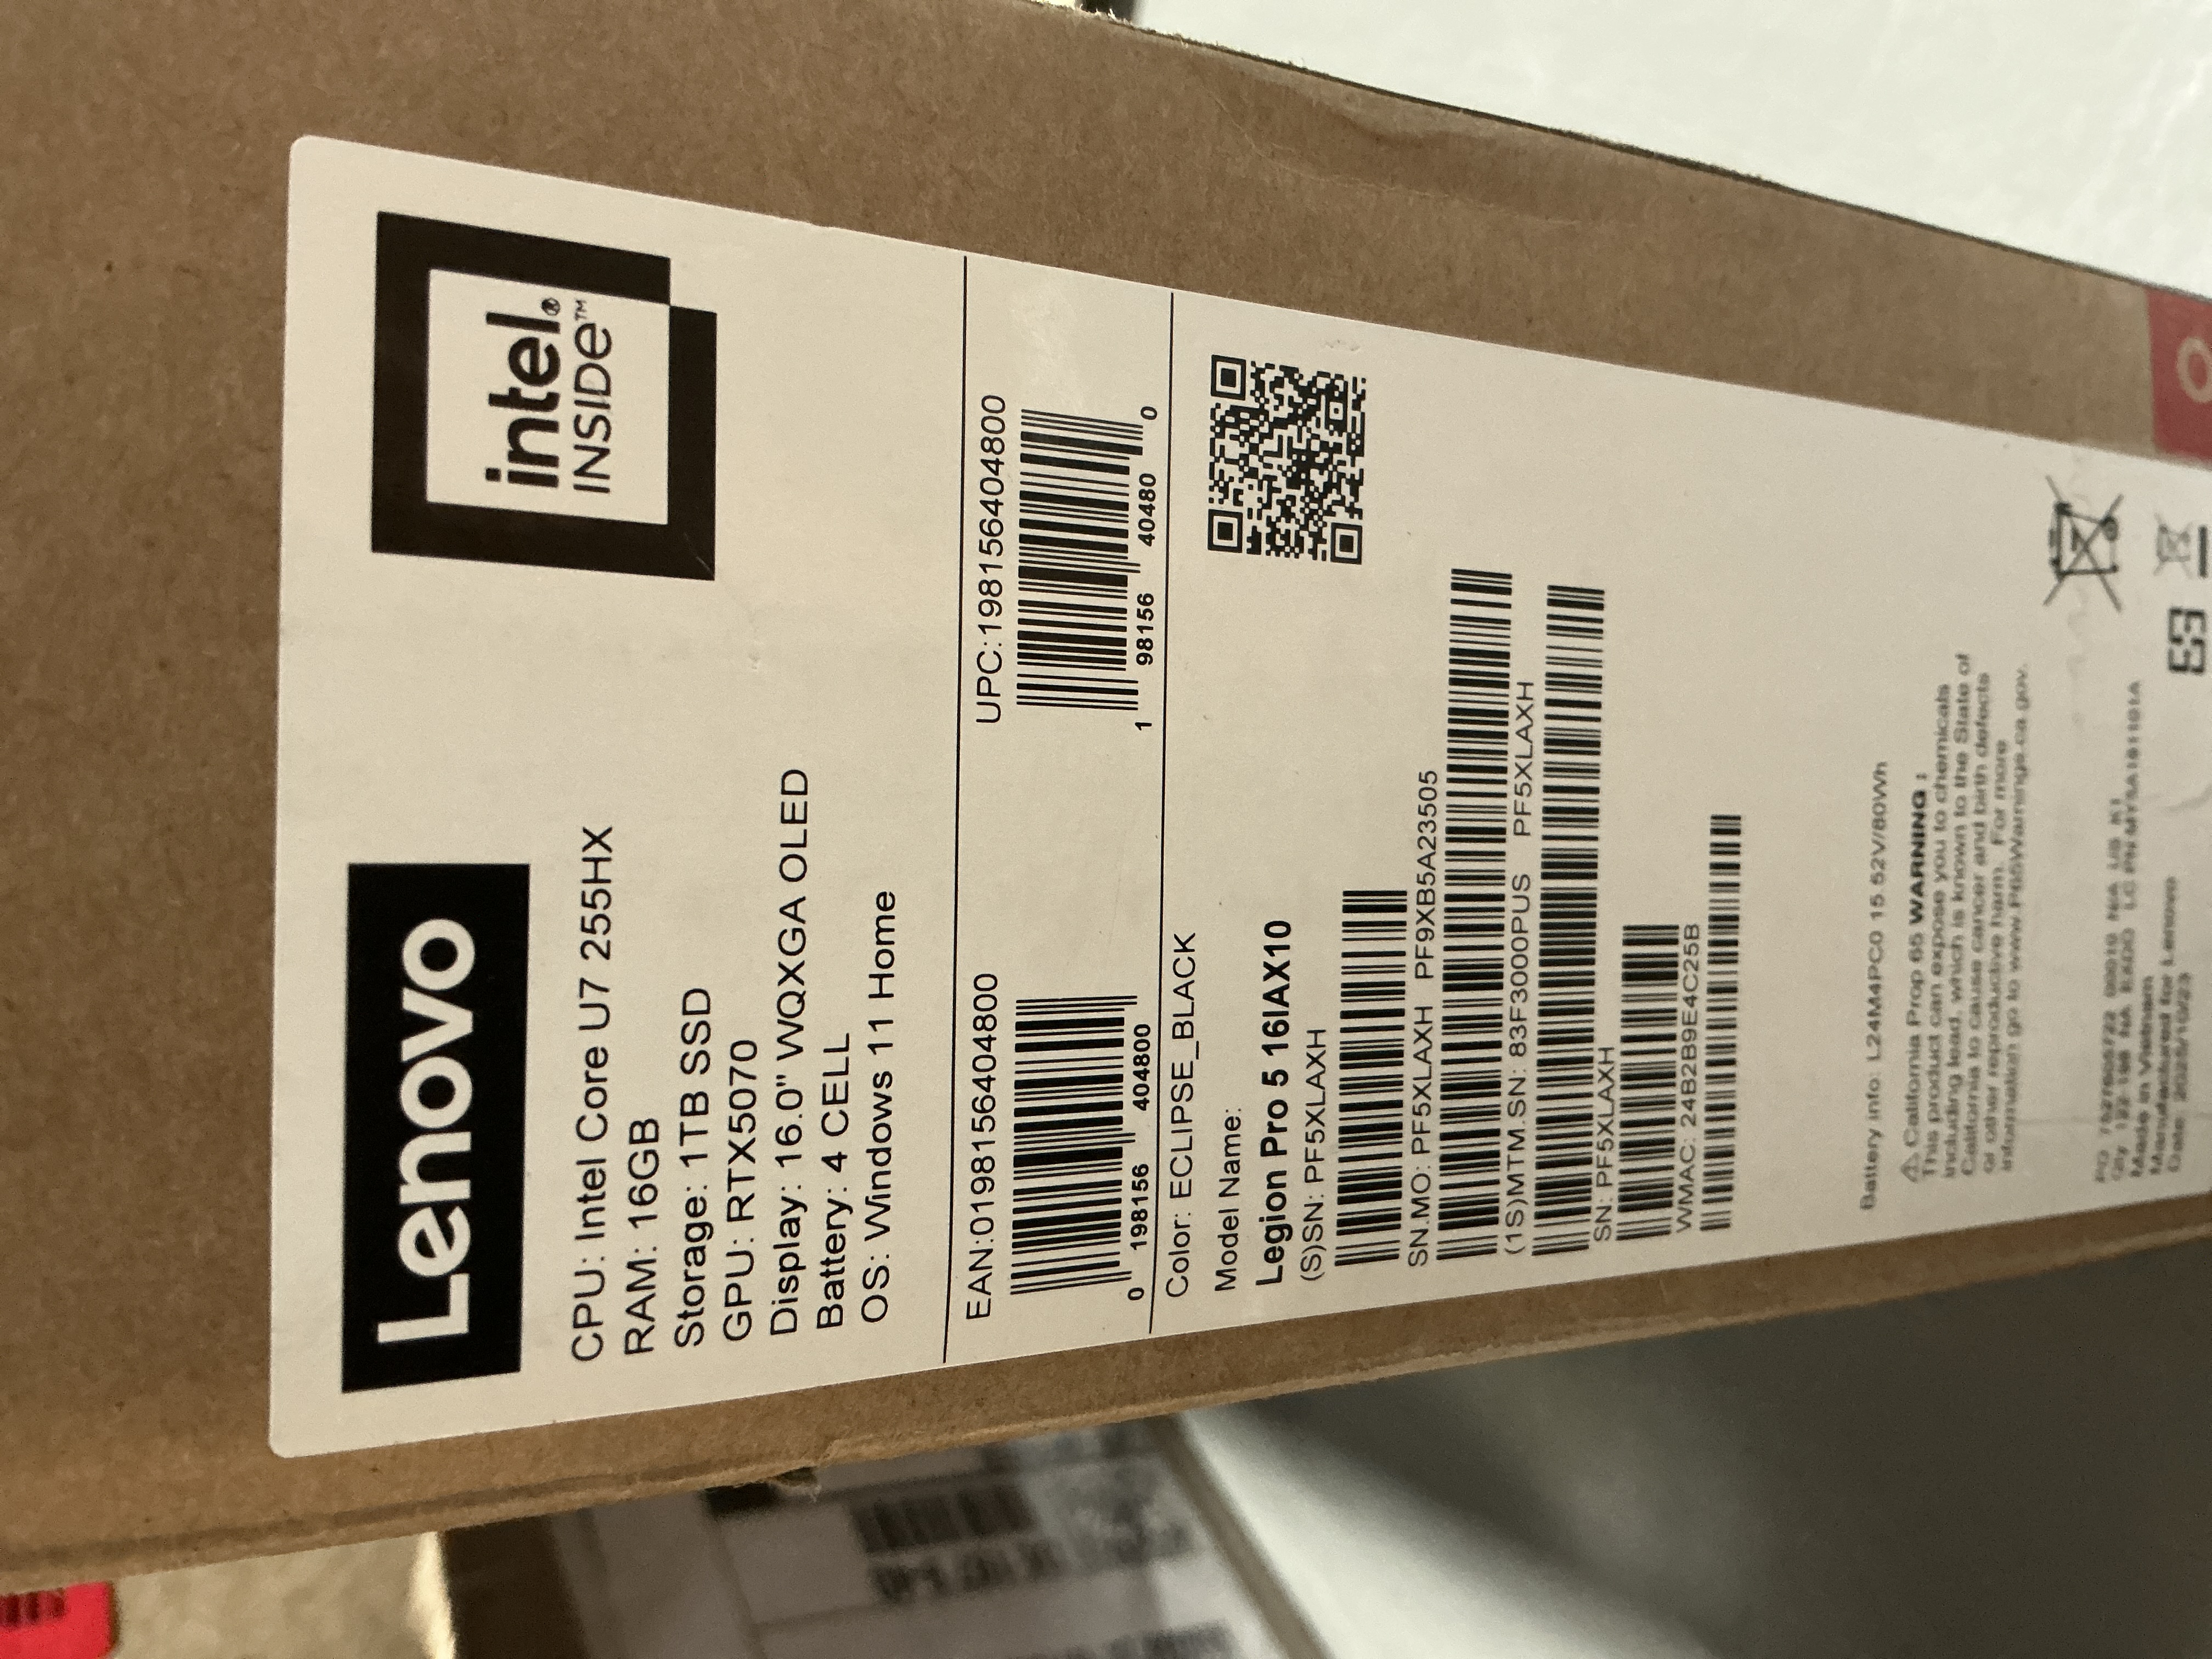 Lenovo
intel®
INSIDE™
CPU: Intel Core U7 255HX
RAM: 16GB
Storage: 1TB SSD
GPU: RTX5070
Display: 16.0" WQXGA OLED
Battery: 4 CELL
OS: Windows 11 Home
EAN:0198156404800
0 198156 404800
UPC:198156404800
1 98156 40480 0
Color: ECLIPSE_BLACK
Model Name:
Legion Pro 5 16IAX10
(S)SN: PF5XLAXH
SN.MO: PF5XLAXH PF9XB5A23505
(1S)MTM.SN: 83F3000PUS PF5XLAXH
SN: PF5XLAXH
WMAC: 24B2B9E4C25B
Battery info: L24M4PC0 15.52V/80Wh
⚠ California Prop 65 WARNING :
This product can expose you to chemicals
including lead, which is known to the State of
California to cause cancer and birth defects
or other reproductive harm. For more
information go to www.P65Warnings.ca.gov.
Made in Vietnam
Manufactured for Lenovo